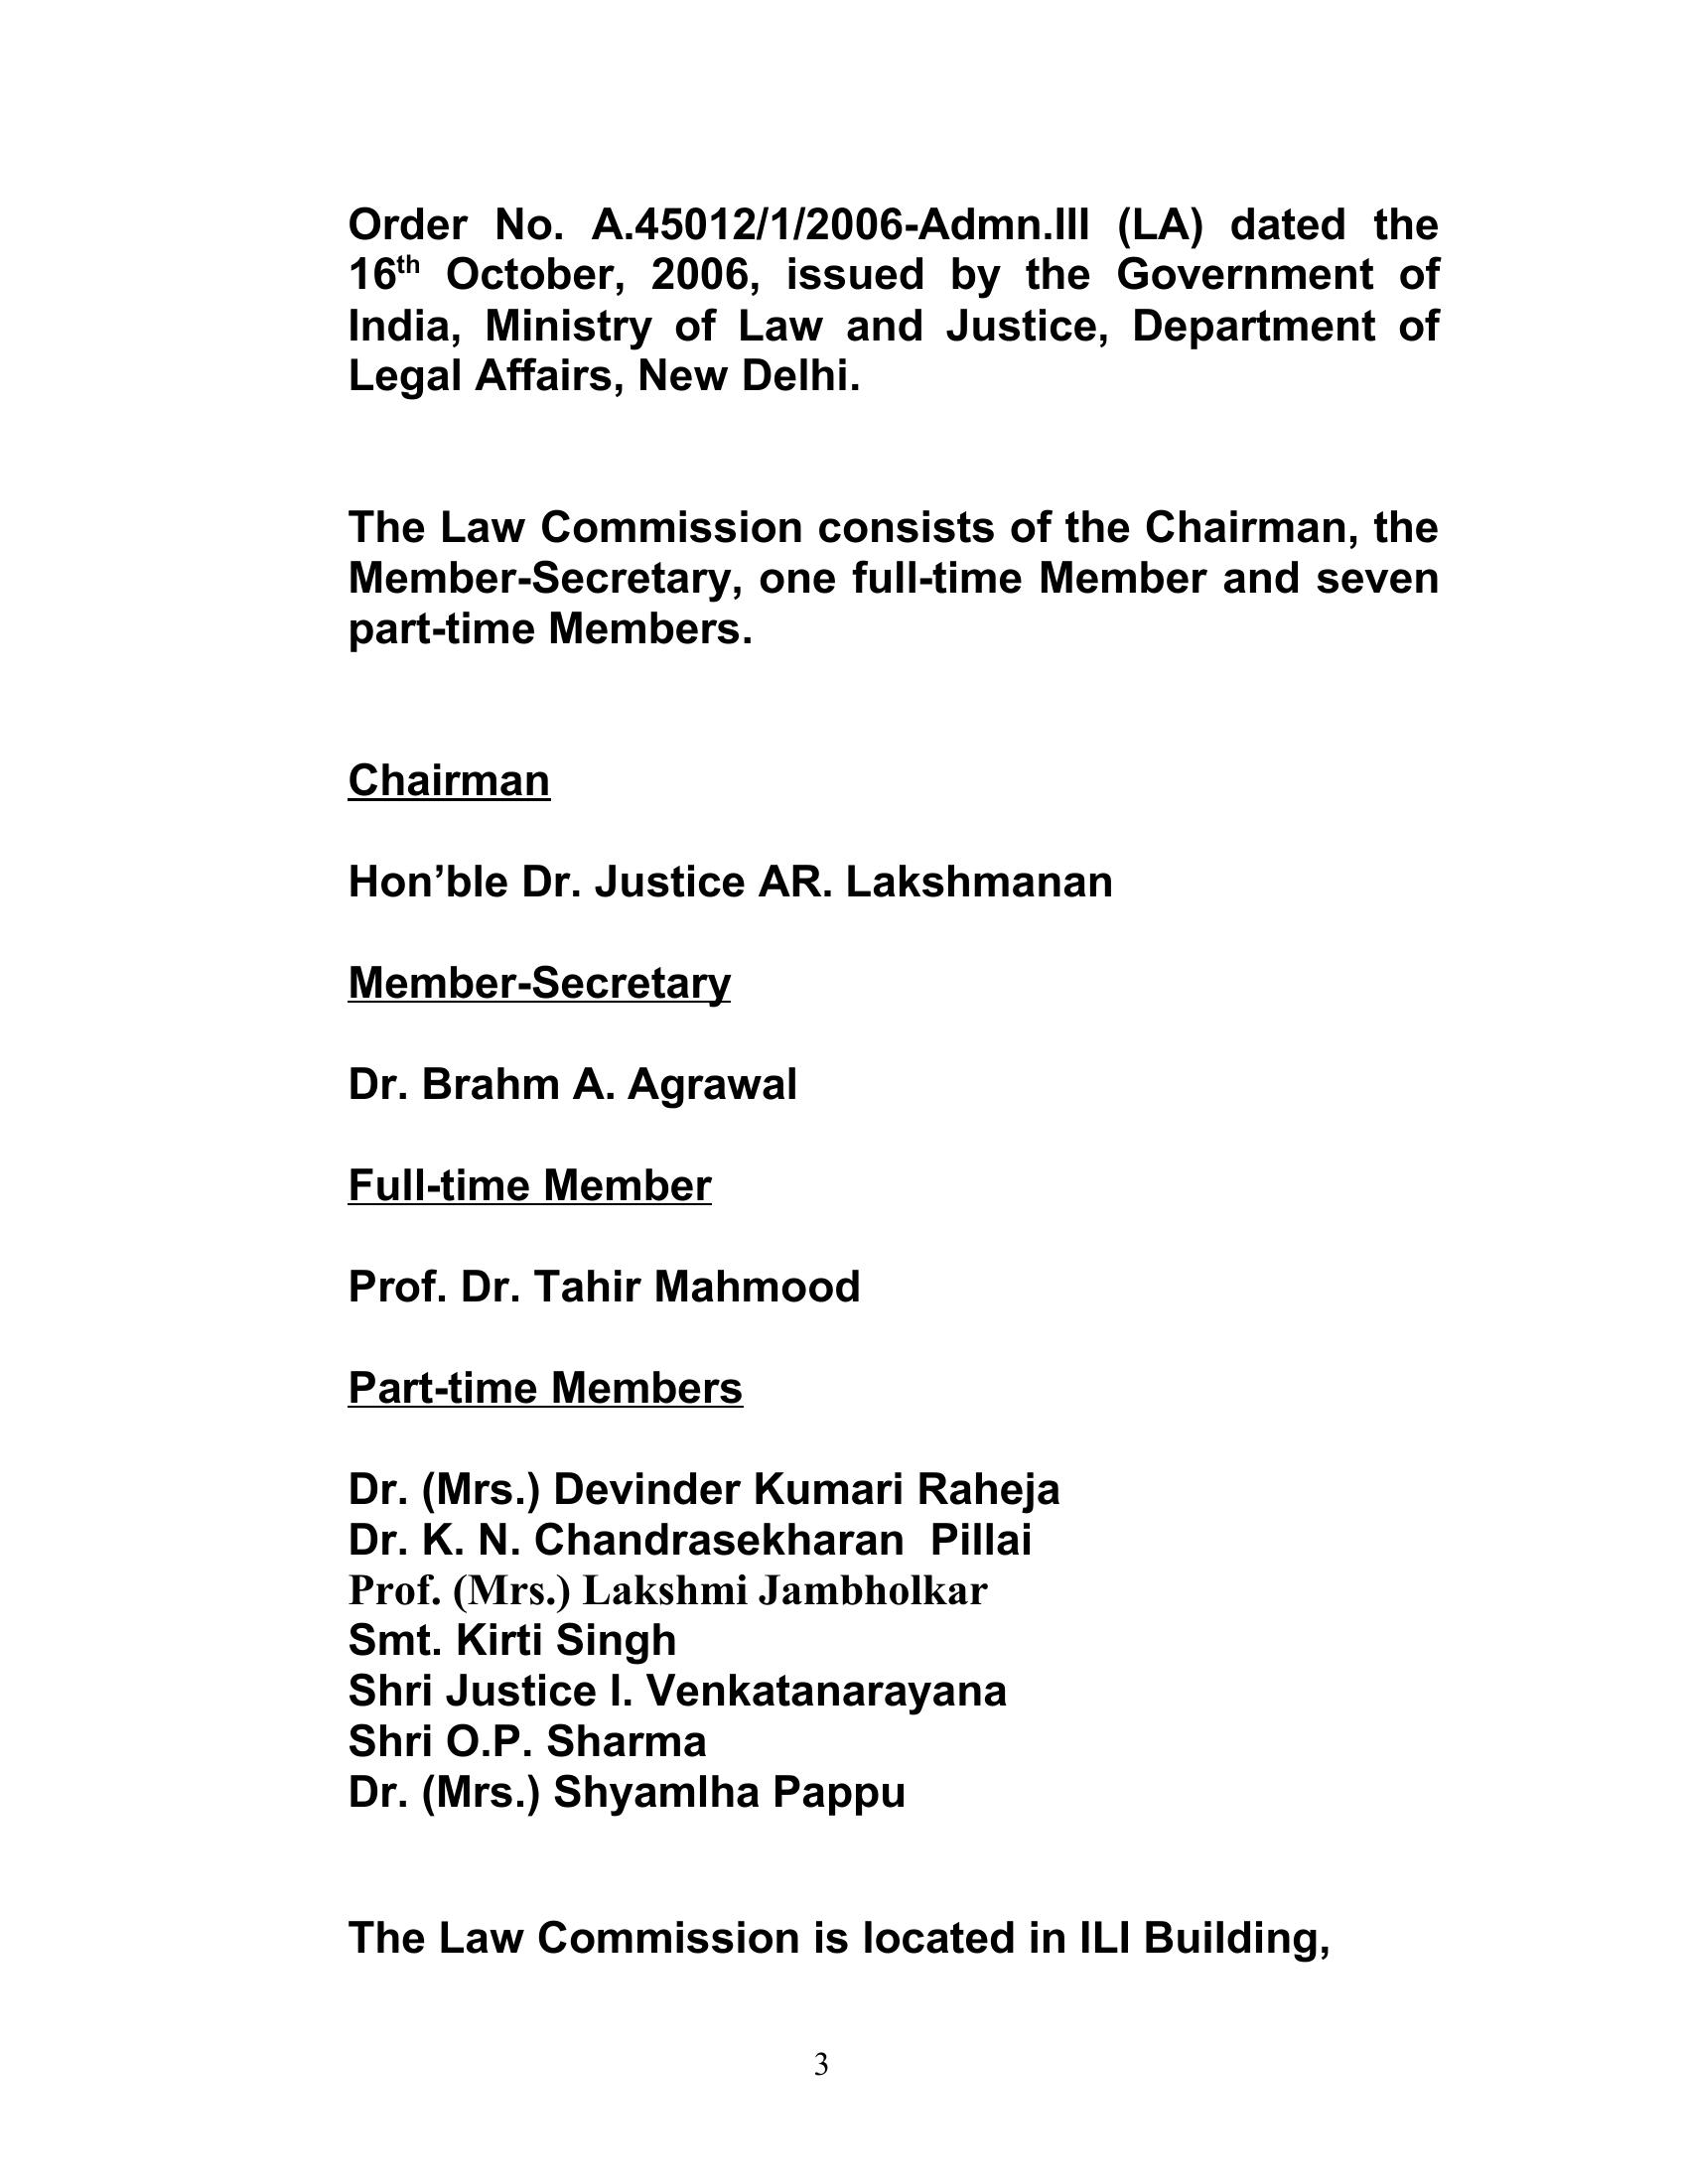 Order No. A.45012/1/2006-Admn.III (LA) dated the
16th October, 2006, issued by the Government of
India, Ministry of Law and Justice, Department of
Legal Affairs, New Delhi.
The Law Commission consists of the Chairman, the
Member-Secretary, one full-time Member and seven
part-time Members.
Chairman
Hon’ble Dr. Justice AR. Lakshmanan
Member-Secretary
Dr. Brahm A. Agrawal
Full-time Member
Prof. Dr. Tahir Mahmood
Part-time Members
Dr. (Mrs.) Devinder Kumari Raheja
Dr. K. N. Chandrasekharan  Pillai
Prof. (Mrs.) Lakshmi Jambholkar
Smt. Kirti Singh
Shri Justice I. Venkatanarayana
Shri O.P. Sharma
Dr. (Mrs.) Shyamlha Pappu
The Law Commission is located in ILI Building,
3